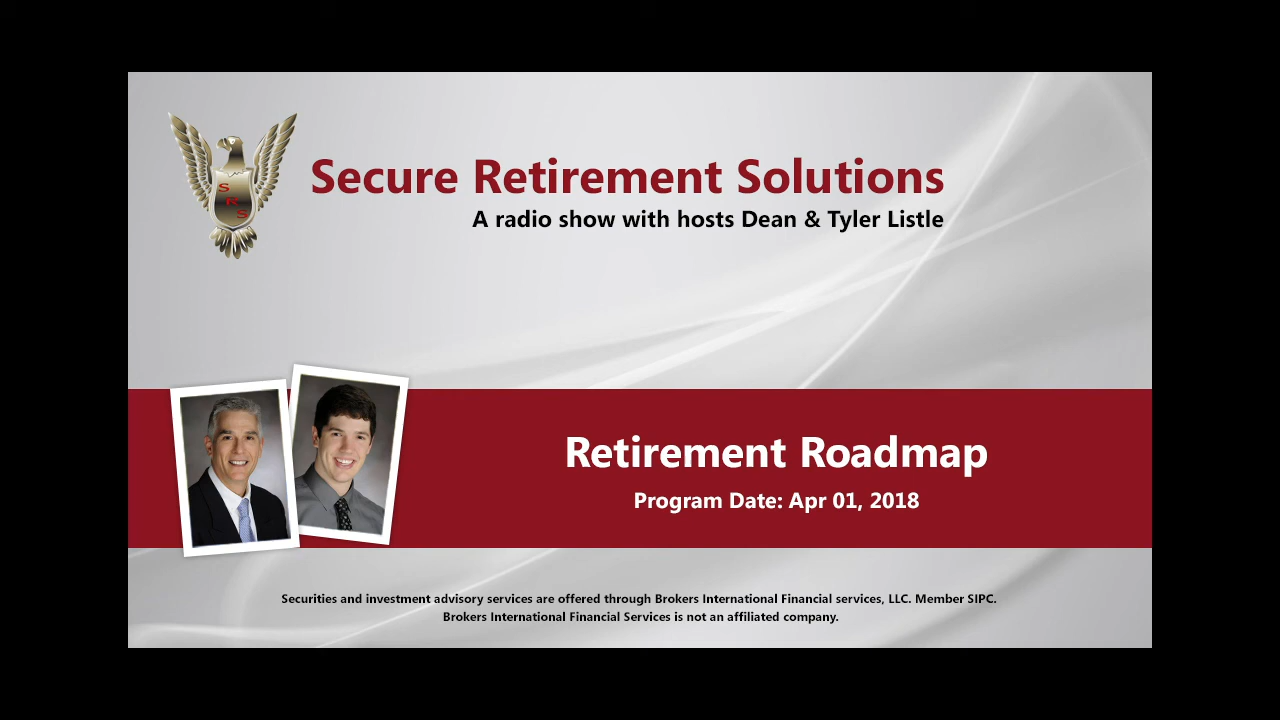 Secure Retirement Solutions
A radio show with hosts Dean & Tyler Listle
S
R
S
Retirement Roadmap
Program Date: Apr 01, 2018
Securities and investment advisory services are offered through Brokers International Financial services, LLC. Member SIPC.
Brokers International Financial Services is not an affiliated company.